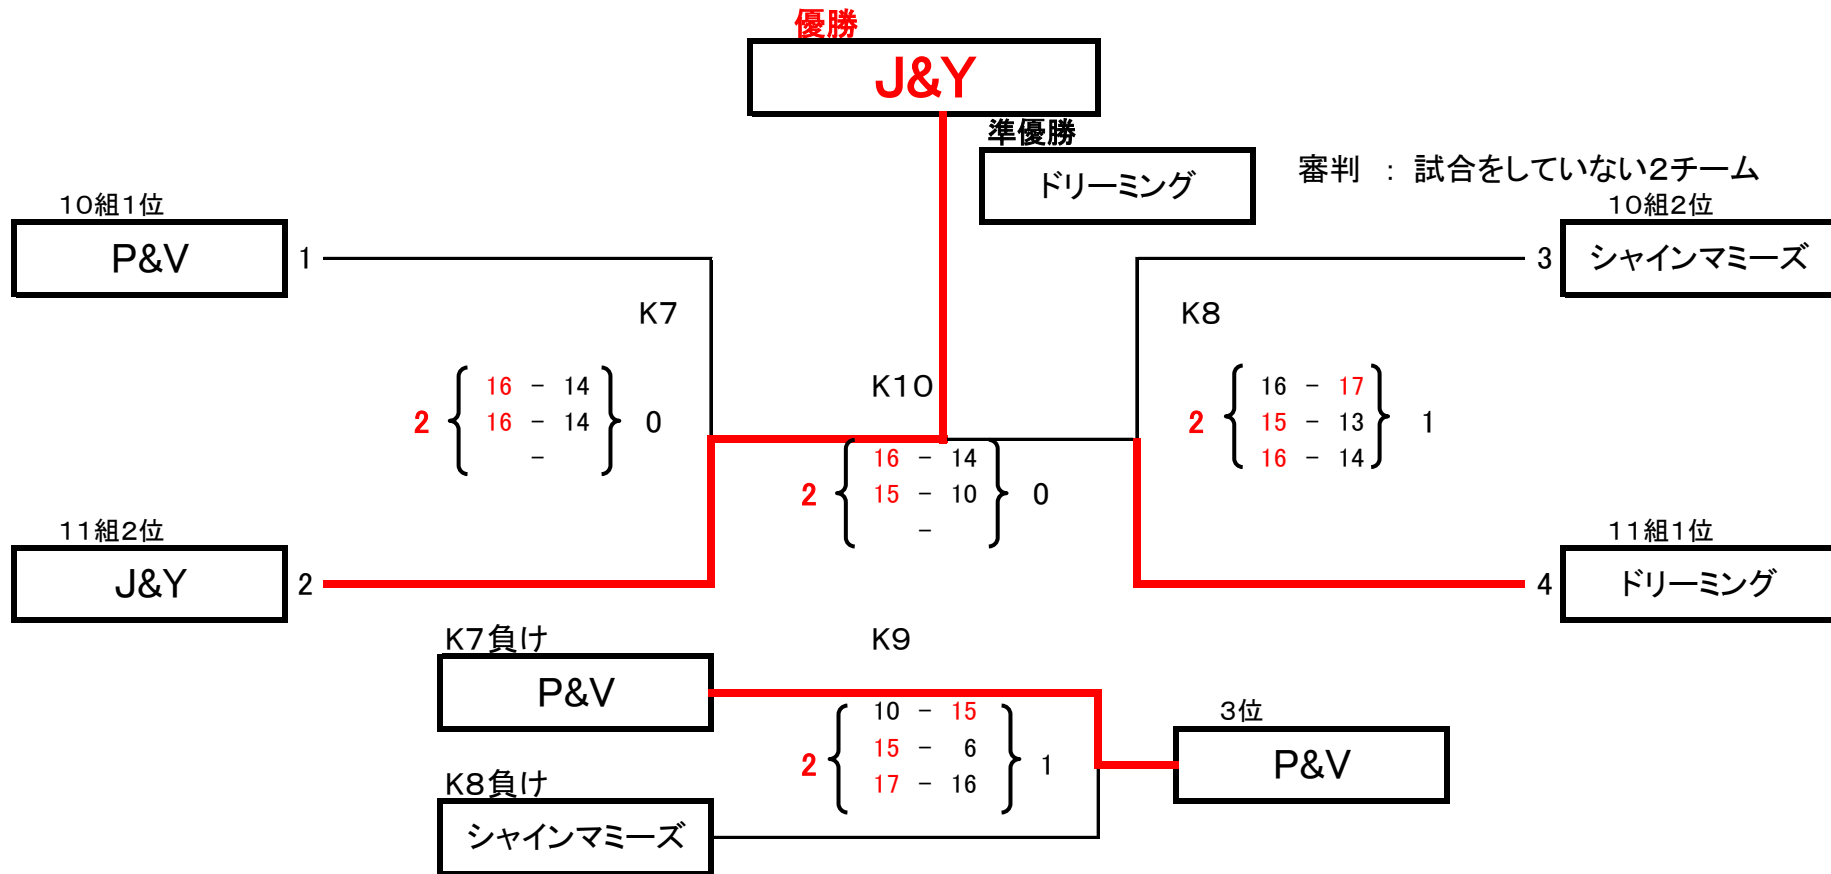 優勝
J&Y
準優勝
ドリーミング
審判 : 試合をしていない2チーム
10組1位
P&V
1
10組2位
3
シャインマミーズ
K7
K8
2
16 - 14
16 - 14
-
0
K10
2
16 - 14
15 - 10
-
0
2
16 - 17
15 - 13
16 - 14
1
11組2位
J&Y
2
11組1位
4
ドリーミング
K7負け
P&V
K9
2
10 - 15
15 - 6
17 - 16
1
3位
P&V
K8負け
シャインマミーズ